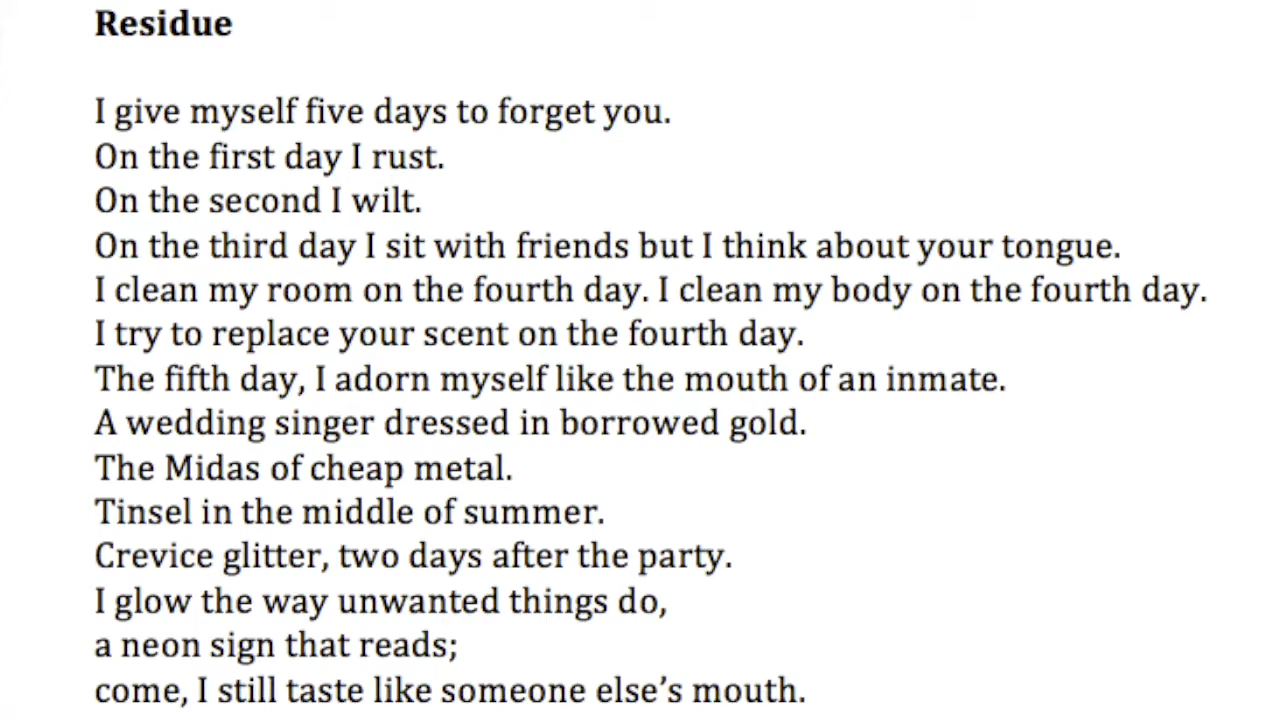 Residue
I give myself five days to forget you.
On the first day I rust.
On the second I wilt.
On the third day I sit with friends but I think about your tongue.
I clean my room on the fourth day. I clean my body on the fourth day.
I try to replace your scent on the fourth day.
The fifth day, I adorn myself like the mouth of an inmate.
A wedding singer dressed in borrowed gold.
The Midas of cheap metal.
Tinsel in the middle of summer.
Crevice glitter, two days after the party.
I glow the way unwanted things do,
a neon sign that reads;
come, I still taste like someone else’s mouth.